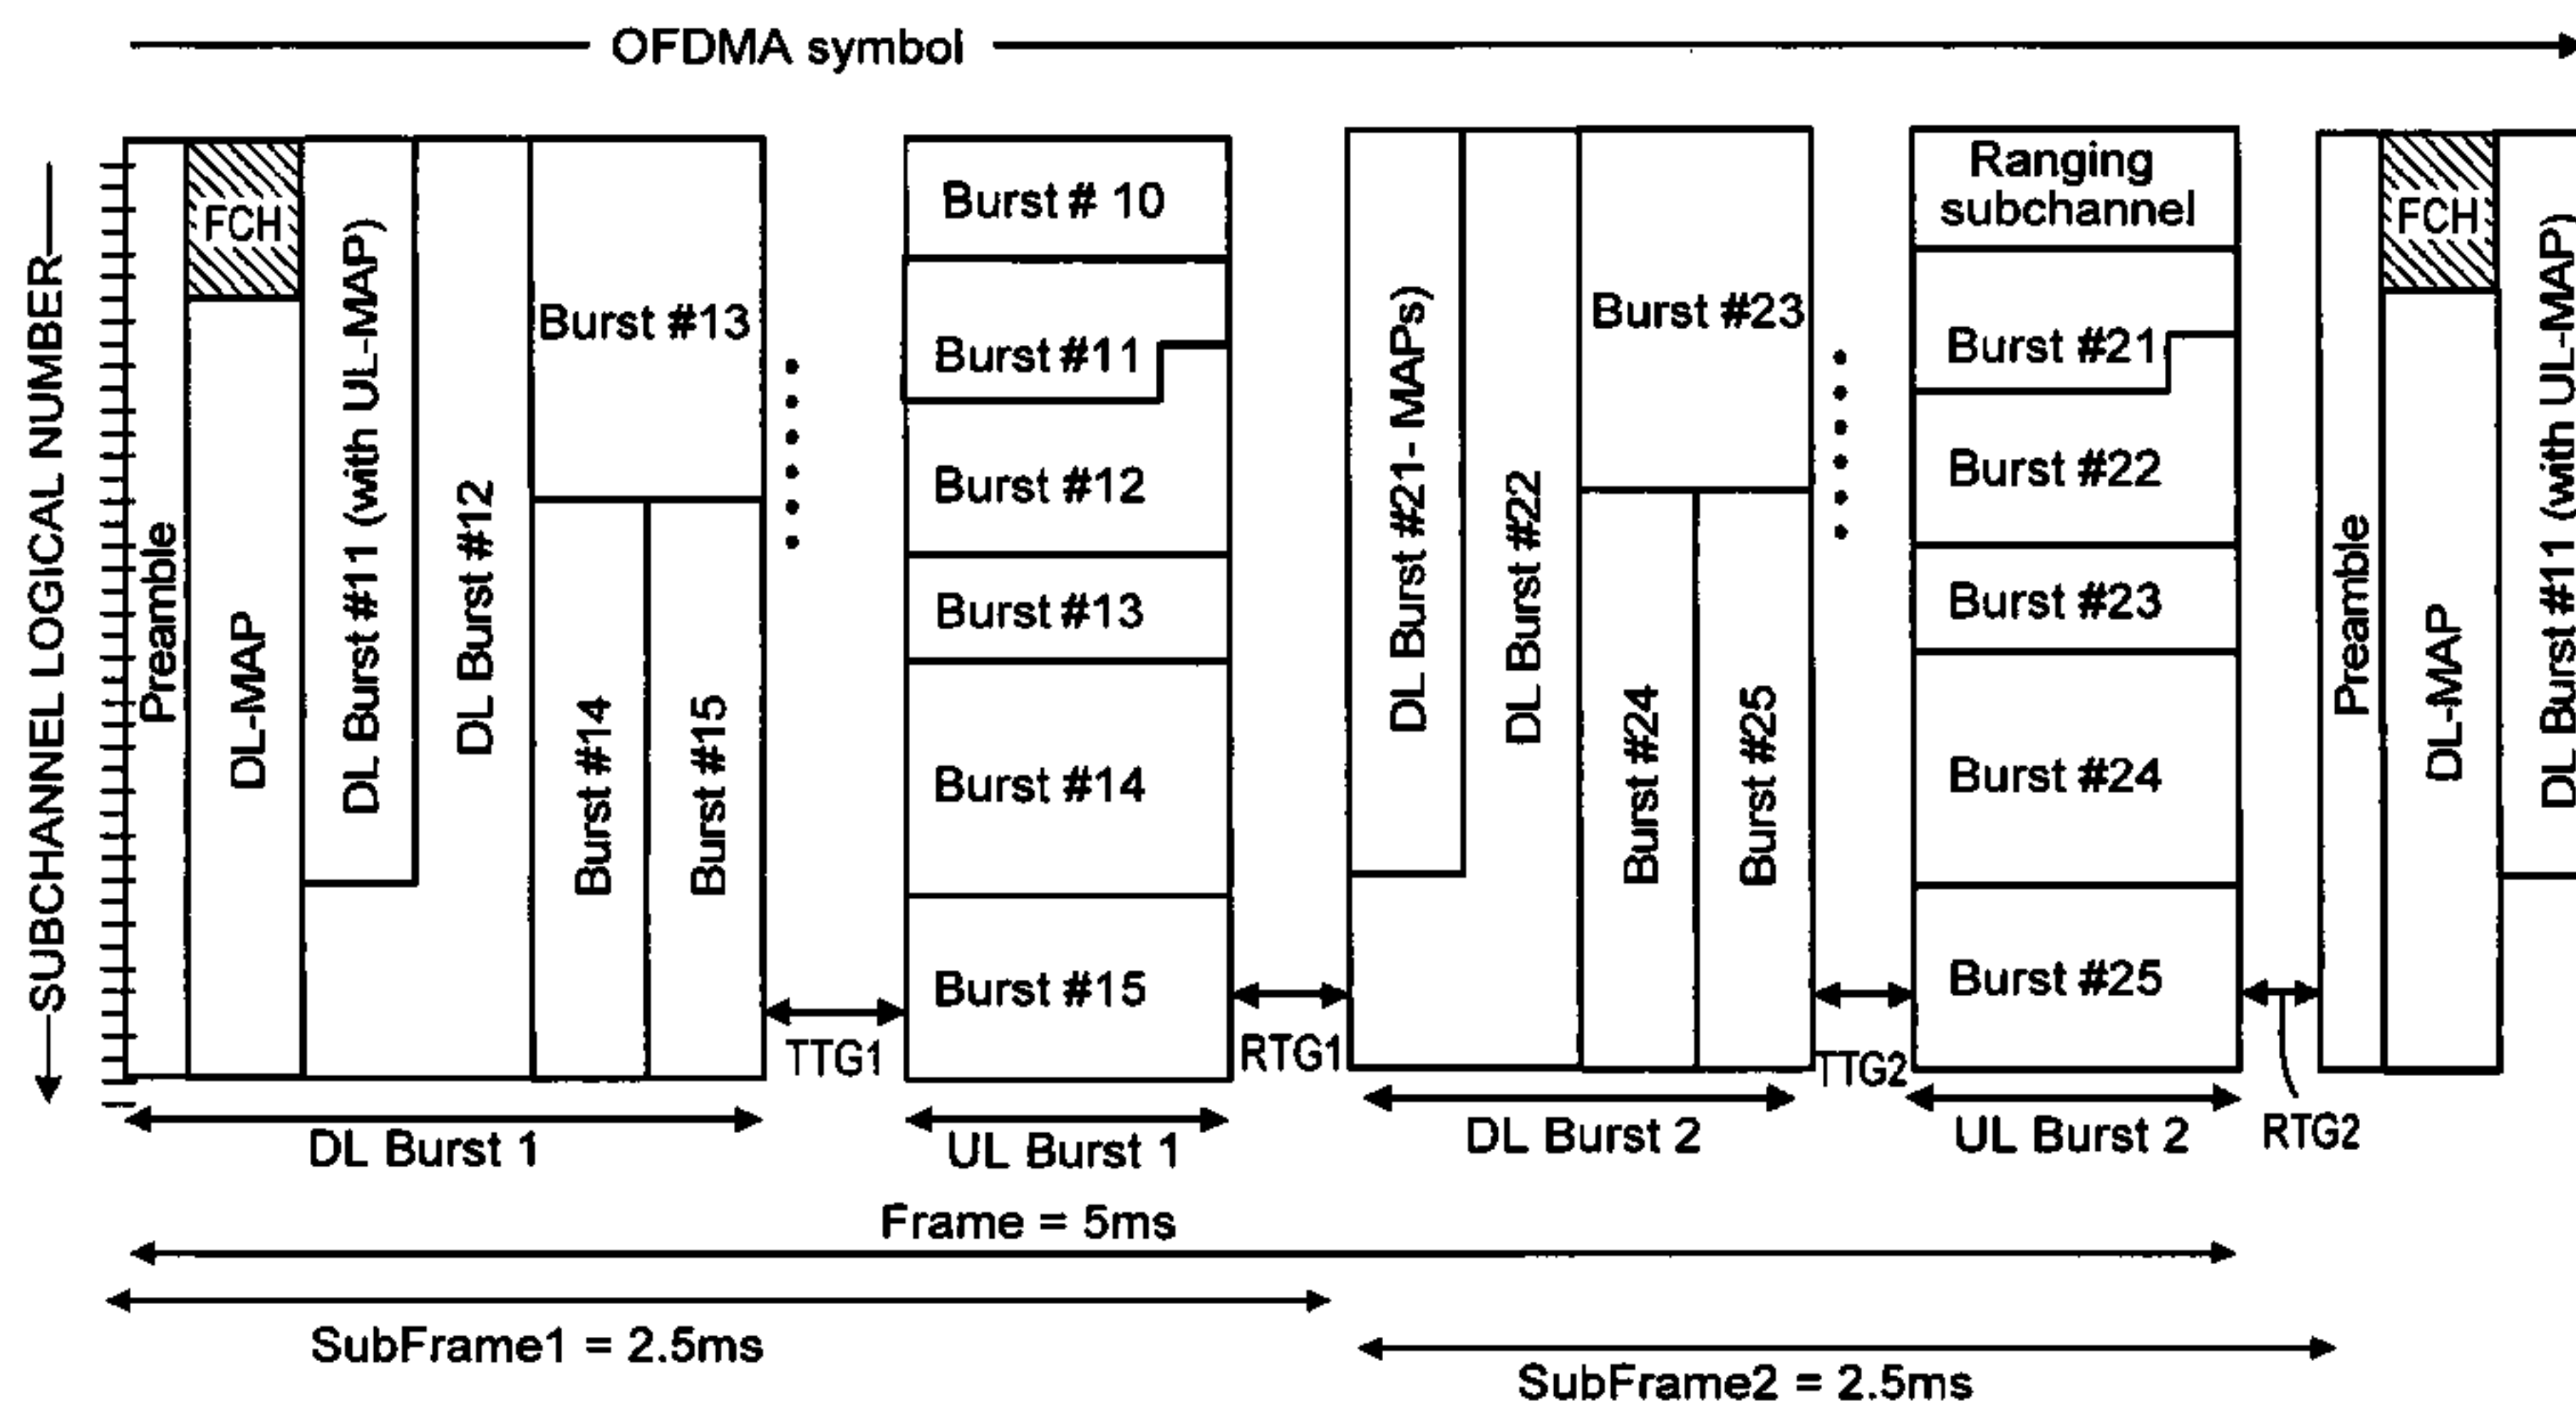 OFDMA symbol
SUBCHANNEL LOGICAL NUMBER
Preamble
FCH
DL-MAP
DL Burst #11 (with UL-MAP)
DL Burst #12
Burst #13
Burst #14
Burst #15
TTG1
Burst # 10
Burst #11
Burst #12
Burst #13
Burst #14
Burst #15
RTG1
DL Burst #21- MAPs)
DL Burst #22
Burst #23
Burst #24
Burst #25
TTG2
Ranging
subchannel
Burst #21
Burst #22
Burst #23
Burst #24
Burst #25
RTG2
Preamble
FCH
DL-MAP
DL Burst #11 (with UL-MAP)
DL Burst 1
UL Burst 1
DL Burst 2
UL Burst 2
Frame = 5ms
SubFrame1 = 2.5ms
SubFrame2 = 2.5ms